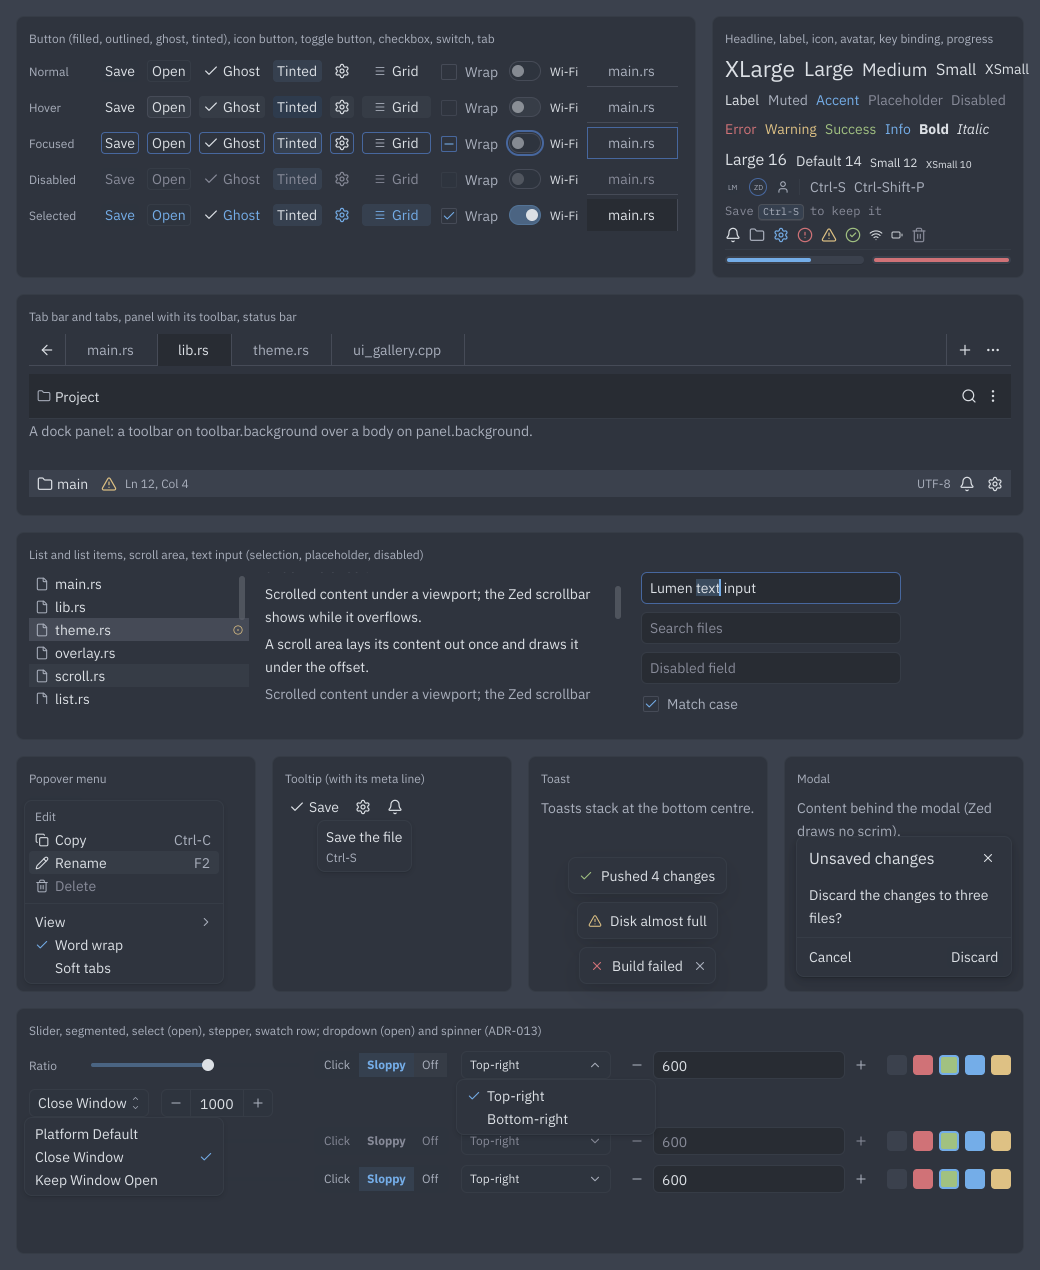 Button (filled, outlined, ghost, tinted), icon button, toggle button, checkbox, switch, tab
Normal Save Open Ghost Tinted Grid Wrap Wi-Fi main.rs
Hover Save Open Ghost Tinted Grid Wrap Wi-Fi main.rs
Focused Save Open Ghost Tinted Grid Wrap Wi-Fi main.rs
Disabled Save Open Ghost Tinted Grid Wrap Wi-Fi main.rs
Selected Save Open Ghost Tinted Grid Wrap Wi-Fi main.rs
Headline, label, icon, avatar, key binding, progress
XLarge Large Medium Small XSmall
Label Muted Accent Placeholder Disabled
Error Warning Success Info Bold Italic
Large 16 Default 14 Small 12 XSmall 10
LM ZD Ctrl-S Ctrl-Shift-P
Save Ctrl-S to keep it
Tab bar and tabs, panel with its toolbar, status bar
main.rs lib.rs theme.rs ui_gallery.cpp
Project
A dock panel: a toolbar on toolbar.background over a body on panel.background.
main Ln 12, Col 4 UTF-8
List and list items, scroll area, text input (selection, placeholder, disabled)
main.rs
lib.rs
theme.rs
overlay.rs
scroll.rs
list.rs
Scrolled content under a viewport; the Zed scrollbar
shows while it overflows.
A scroll area lays its content out once and draws it
under the offset.
Scrolled content under a viewport; the Zed scrollbar
Lumen text input
Search files
Disabled field
Match case
Popover menu
Edit
Copy Ctrl-C
Rename F2
Delete
View
Word wrap
Soft tabs
Tooltip (with its meta line)
Save
Save the file
Ctrl-S
Toast
Toasts stack at the bottom centre.
Pushed 4 changes
Disk almost full
Build failed
Modal
Content behind the modal (Zed
draws no scrim).
Unsaved changes
Discard the changes to three
files?
Cancel Discard
Slider, segmented, select (open), stepper, swatch row; dropdown (open) and spinner (ADR-013)
Ratio Click Sloppy Off Top-right 600
Close Window 1000
Top-right
Bottom-right
Platform Default
Close Window
Keep Window Open
Click Sloppy Off Top-right 600
Click Sloppy Off Top-right 600